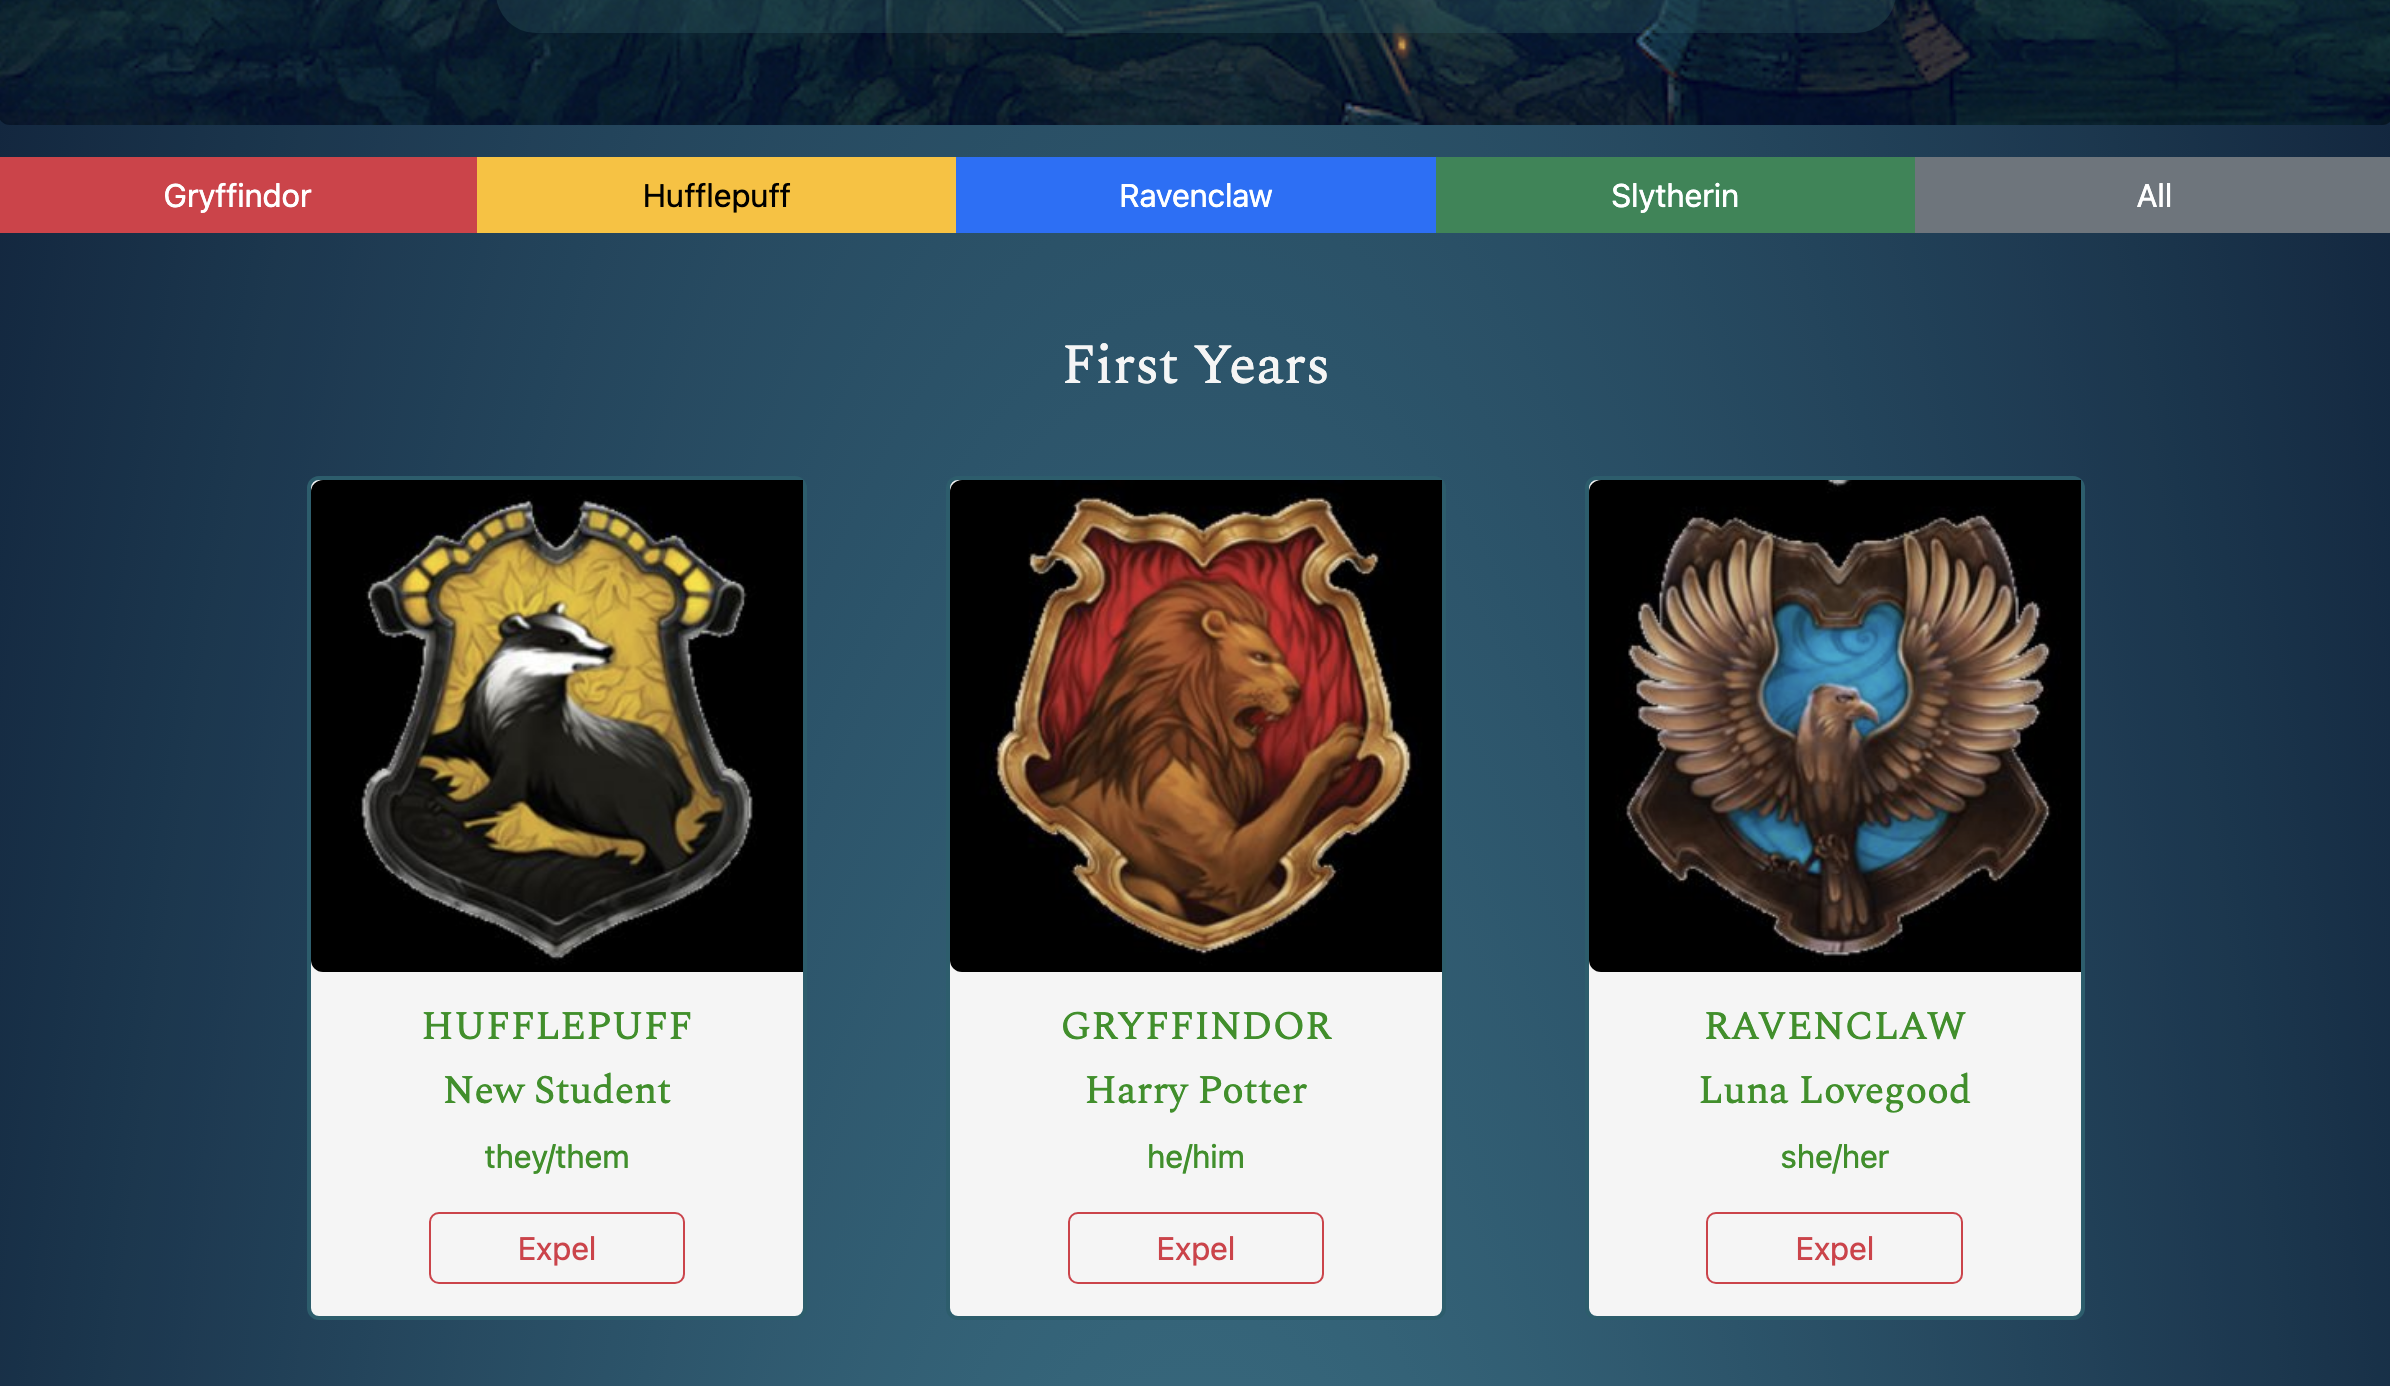 Gryffindor Hufflepuff Ravenclaw Slytherin All
First Years
HUFFLEPUFF
New Student
they/them
Expel
GRYFFINDOR
Harry Potter
he/him
Expel
RAVENCLAW
Luna Lovegood
she/her
Expel